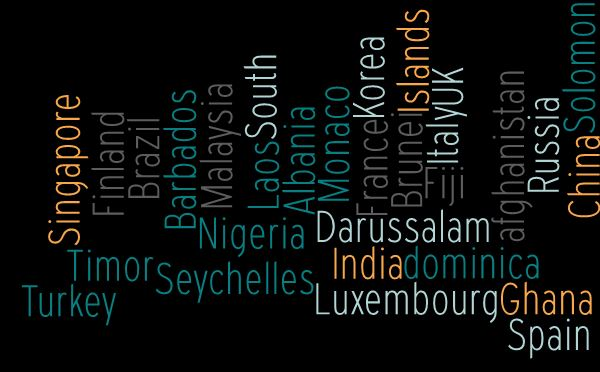 Singapore
Finland
Brazil
Barbados
Malaysia
Laos
South
Albania
Monaco
France
Korea
Brunei
Islands
Italy
UK
Fiji
afghanistan
Russia
China
Solomon
Nigeria
Darussalam
Timor
Seychelles
India
dominica
Turkey
Luxembourg
Ghana
Spain